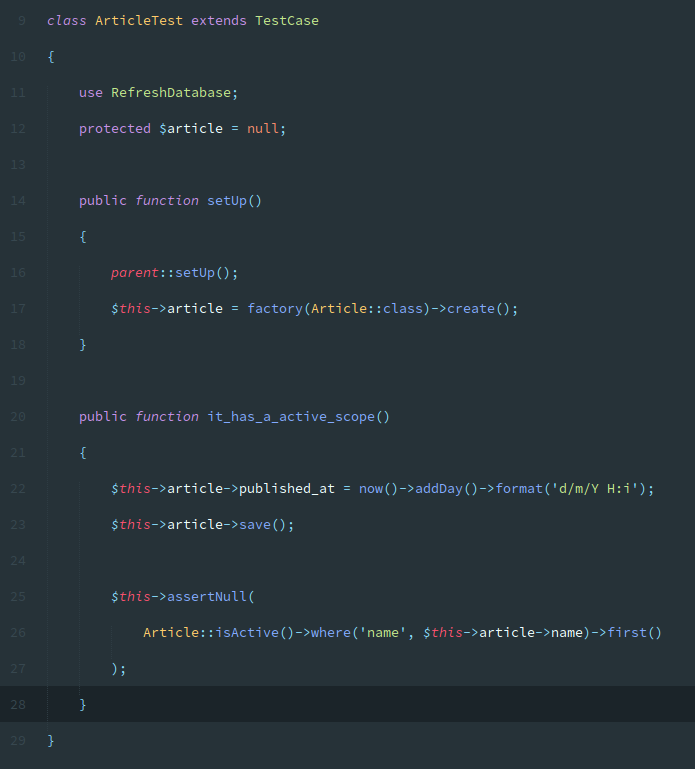 9 class ArticleTest extends TestCase
10 {
11 use RefreshDatabase;
12 protected $article = null;
13
14 public function setUp()
15 {
16 parent::setUp();
17 $this->article = factory(Article::class)->create();
18 }
19
20 public function it_has_a_active_scope()
21 {
22 $this->article->published_at = now()->addDay()->format('d/m/Y H:i');
23 $this->article->save();
24
25 $this->assertNull(
26 Article::isActive()->where('name', $this->article->name)->first()
27 );
28 }
29 }